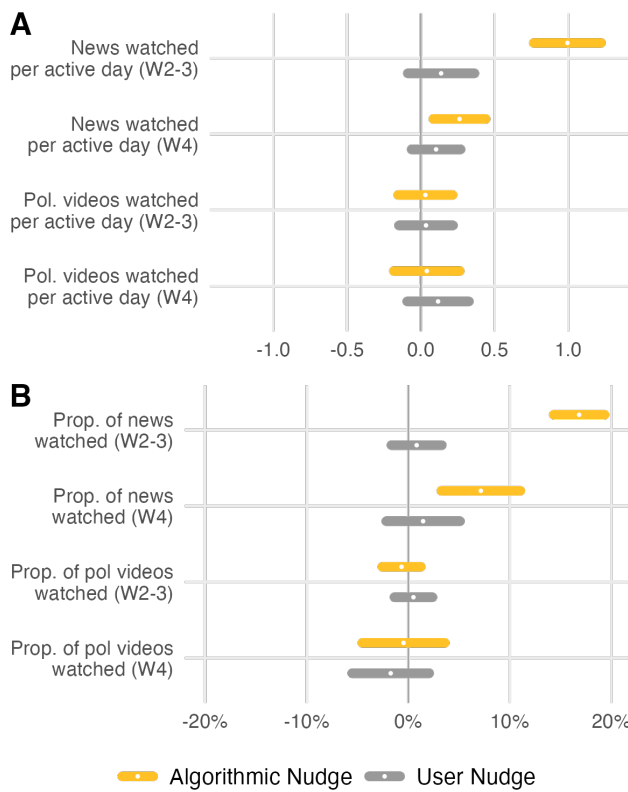 A
News watched
per active day (W2-3)
News watched
per active day (W4)
Pol. videos watched
per active day (W2-3)
Pol. videos watched
per active day (W4)
-1.0 -0.5 0.0 0.5 1.0
B
Prop. of news
watched (W2-3)
Prop. of news
watched (W4)
Prop. of pol videos
watched (W2-3)
Prop. of pol videos
watched (W4)
-20% -10% 0% 10% 20%
Algorithmic Nudge User Nudge